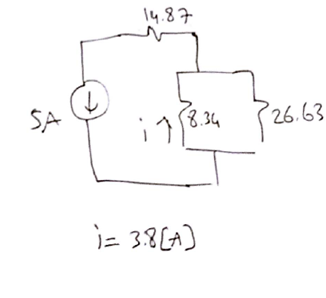 14.87
5A
i
8.34
26.63
i = 3.8[A]